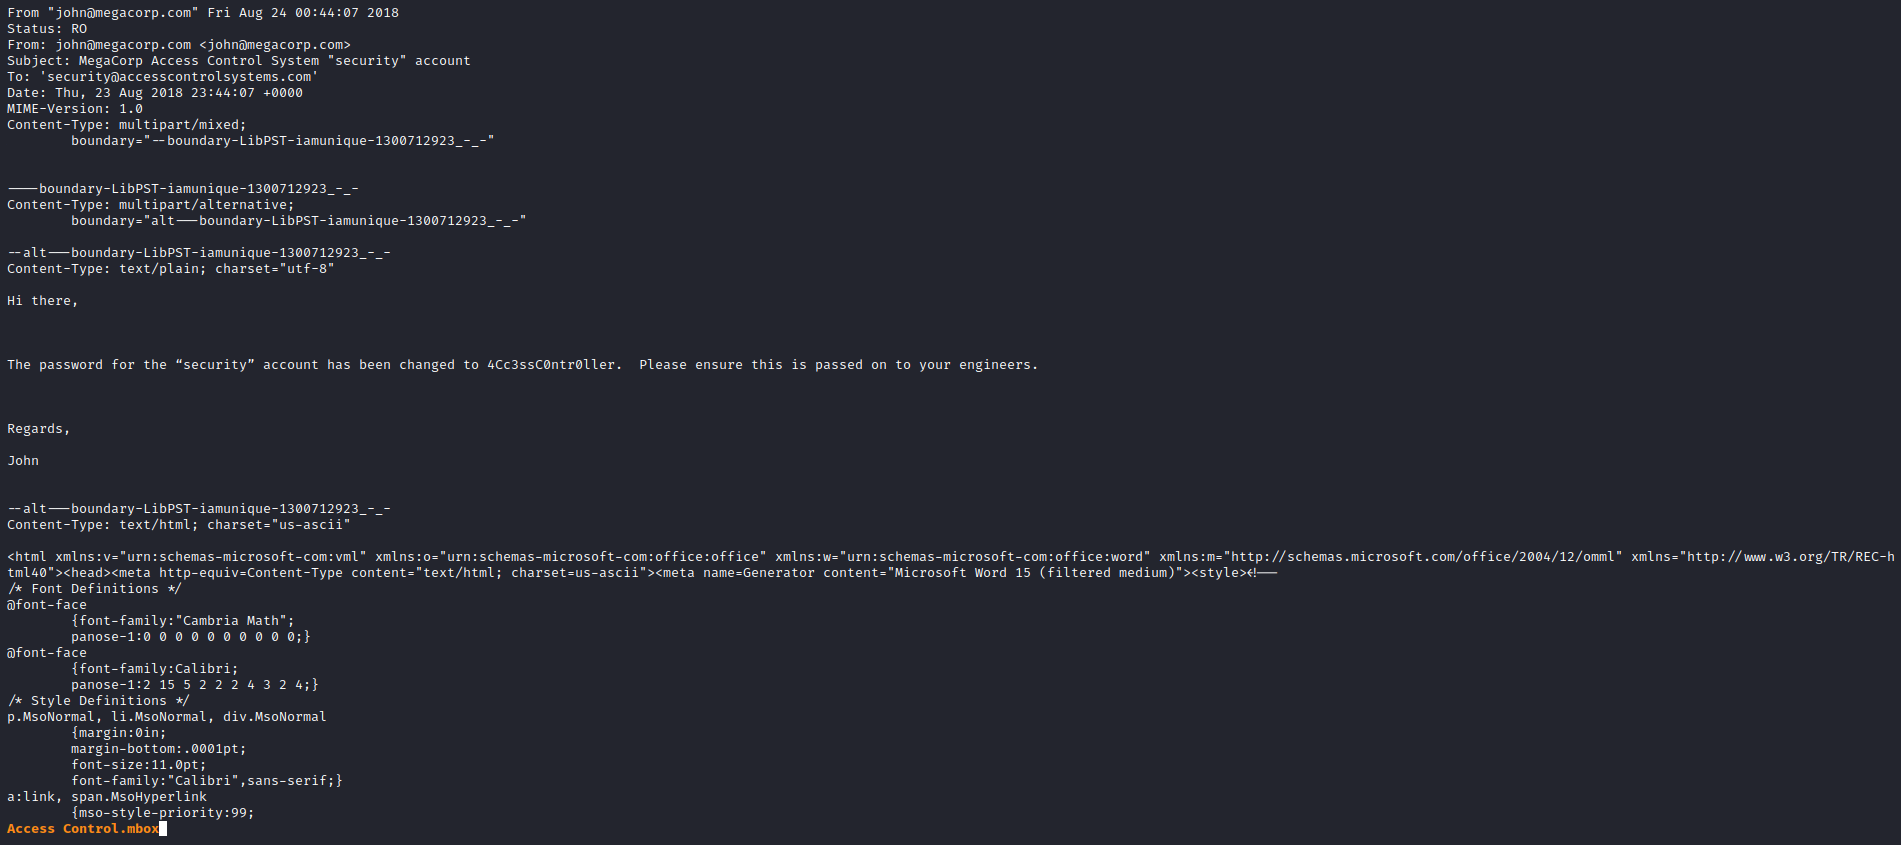 From "john@megacorp.com" Fri Aug 24 00:44:07 2018
Status: RO
From: john@megacorp.com <john@megacorp.com>
Subject: MegaCorp Access Control System "security" account
To: 'security@accesscontrolsystems.com'
Date: Thu, 23 Aug 2018 23:44:07 +0000
MIME-Version: 1.0
Content-Type: multipart/mixed;
        boundary="--boundary-LibPST-iamunique-1300712923_-_-"
----boundary-LibPST-iamunique-1300712923_-_-
Content-Type: multipart/alternative;
        boundary="alt---boundary-LibPST-iamunique-1300712923_-_-"
--alt---boundary-LibPST-iamunique-1300712923_-_-
Content-Type: text/plain; charset="utf-8"
Hi there,
The password for the “security” account has been changed to 4Cc3ssC0ntr0ller.  Please ensure this is passed on to your engineers.
Regards,
John
--alt---boundary-LibPST-iamunique-1300712923_-_-
Content-Type: text/html; charset="us-ascii"
<html xmlns:v="urn:schemas-microsoft-com:vml" xmlns:o="urn:schemas-microsoft-com:office:office" xmlns:w="urn:schemas-microsoft-com:office:word" xmlns:m="http://schemas.microsoft.com/office/2004/12/omml" xmlns="http://www.w3.org/TR/REC-h
tml40"><head><meta http-equiv=Content-Type content="text/html; charset=us-ascii"><meta name=Generator content="Microsoft Word 15 (filtered medium)"><style><!--
/* Font Definitions */
@font-face
        {font-family:"Cambria Math";
        panose-1:0 0 0 0 0 0 0 0 0 0;}
@font-face
        {font-family:Calibri;
        panose-1:2 15 5 2 2 2 4 3 2 4;}
/* Style Definitions */
p.MsoNormal, li.MsoNormal, div.MsoNormal
        {margin:0in;
        margin-bottom:.0001pt;
        font-size:11.0pt;
        font-family:"Calibri",sans-serif;}
a:link, span.MsoHyperlink
        {mso-style-priority:99;
Access Control.mbox